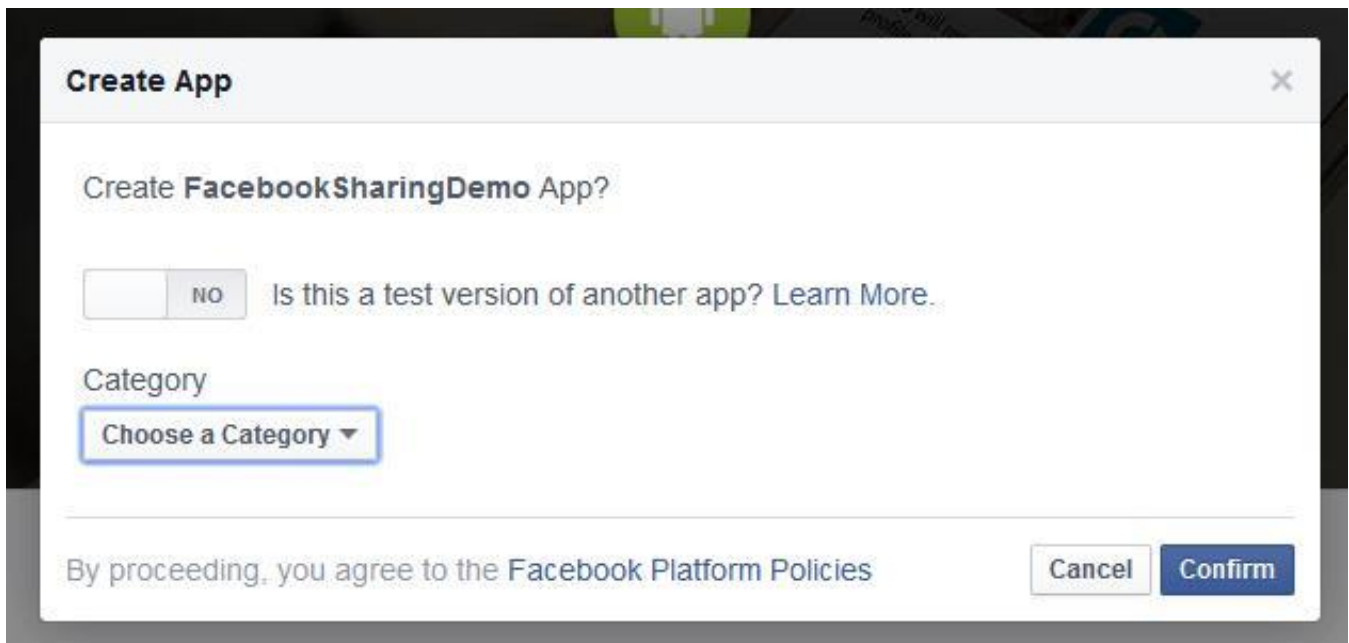 Create App
×
Create FacebookSharingDemo App?
NO Is this a test version of another app? Learn More.
Category
Choose a Category
By proceeding, you agree to the Facebook Platform Policies Cancel Confirm